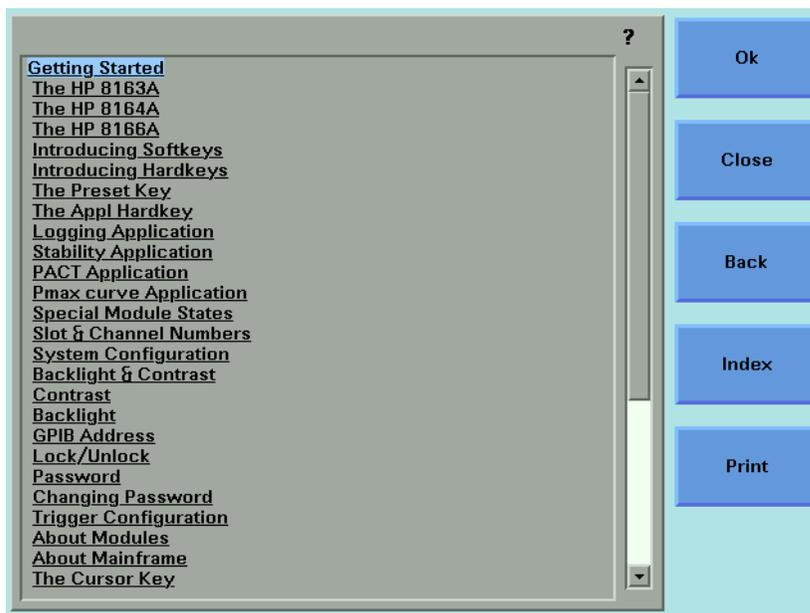 ?
Getting Started
The HP 8163A
The HP 8164A
The HP 8166A
Introducing Softkeys
Introducing Hardkeys
The Preset Key
The Appl Hardkey
Logging Application
Stability Application
PACT Application
Pmax curve Application
Special Module States
Slot & Channel Numbers
System Configuration
Backlight & Contrast
Contrast
Backlight
GPIB Address
Lock/Unlock
Password
Changing Password
Trigger Configuration
About Modules
About Mainframe
The Cursor Key
Ok
Close
Back
Index
Print